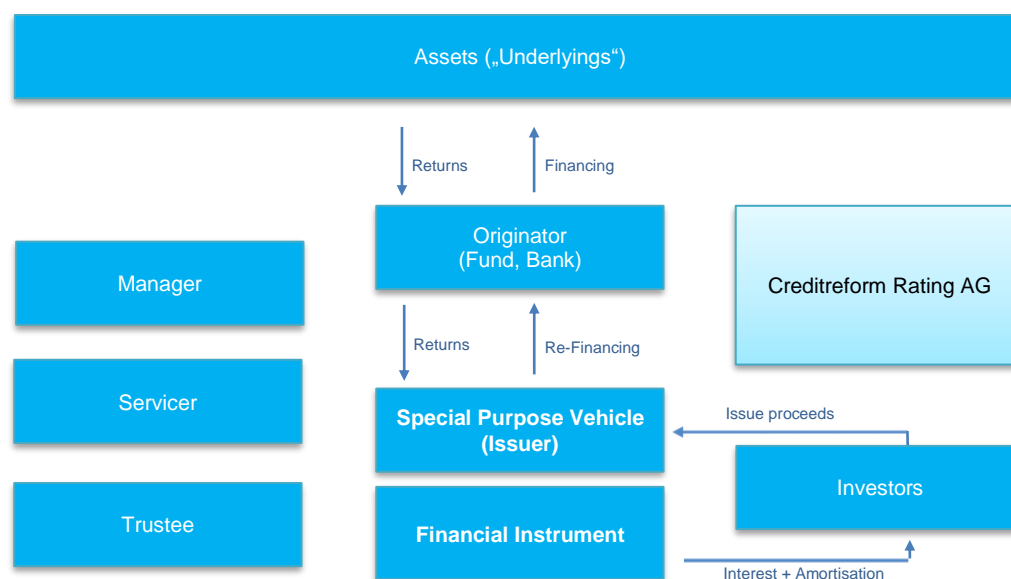 Assets („Underlyings“)
Returns
Financing
Originator
(Fund, Bank)
Manager
Creditreform Rating AG
Returns
Re-Financing
Servicer
Special Purpose Vehicle
(Issuer)
Issue proceeds
Investors
Trustee
Financial Instrument
Interest + Amortisation